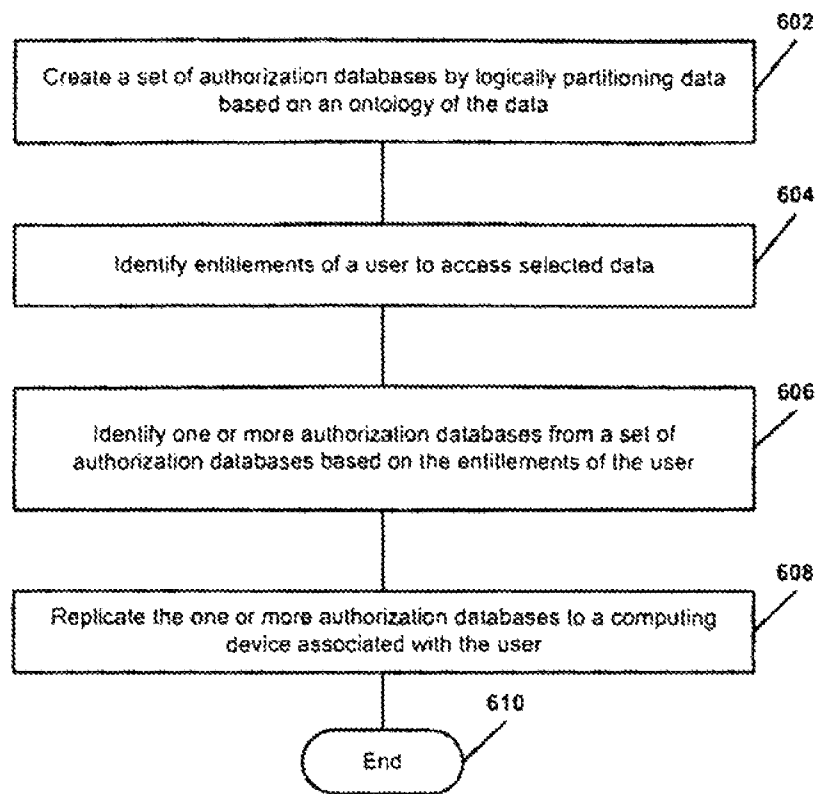 602
Create a set of authorization databases by logically partitioning data
based on an ontology of the data
604
Identify entitlements of a user to access selected data
606
Identify one or more authorization databases from a set of
authorization databases based on the entitlements of the user
608
Replicate the one or more authorization databases to a computing
device associated with the user
610
End